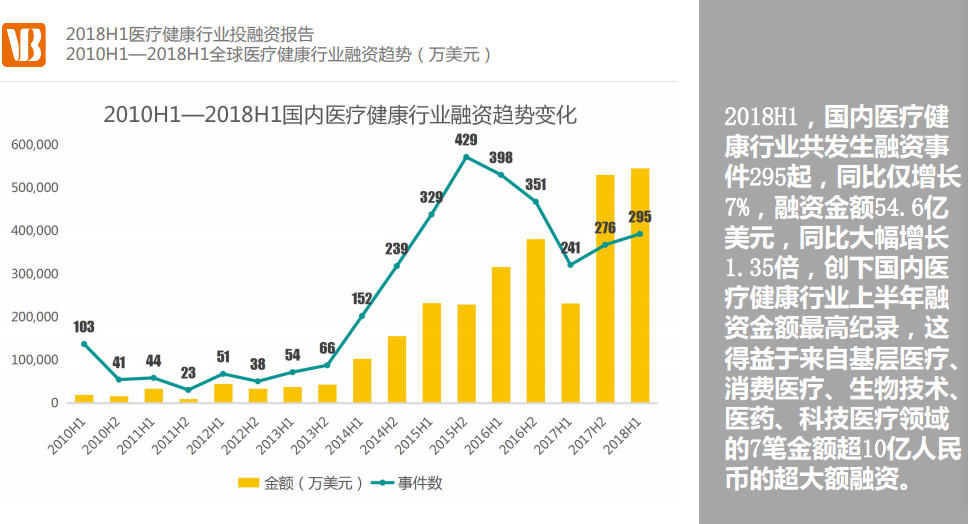 VB
2018H1医疗健康行业投融资报告
2010H1—2018H1全球医疗健康行业融资趋势（万美元）
2010H1—2018H1国内医疗健康行业融资趋势变化
600,000
500,000
400,000
300,000
200,000
100,000
0
103
41
44
23
51
38
54
66
152
239
329
429
398
351
241
276
295
2010H1
2010H2
2011H1
2011H2
2012H1
2012H2
2013H1
2013H2
2014H1
2014H2
2015H1
2015H2
2016H1
2016H2
2017H1
2017H2
2018H1
金额（万美元）
事件数
2018H1，国内医疗健
康行业共发生融资事
件295起，同比仅增长
7%，融资金额54.6亿
美元，同比大幅增长
1.35倍，创下国内医
疗健康行业上半年融
资金额最高纪录，这
得益于来自基层医疗、
消费医疗、生物技术、
医药、科技医疗领域
的7笔金额超10亿人民
币的超大额融资。